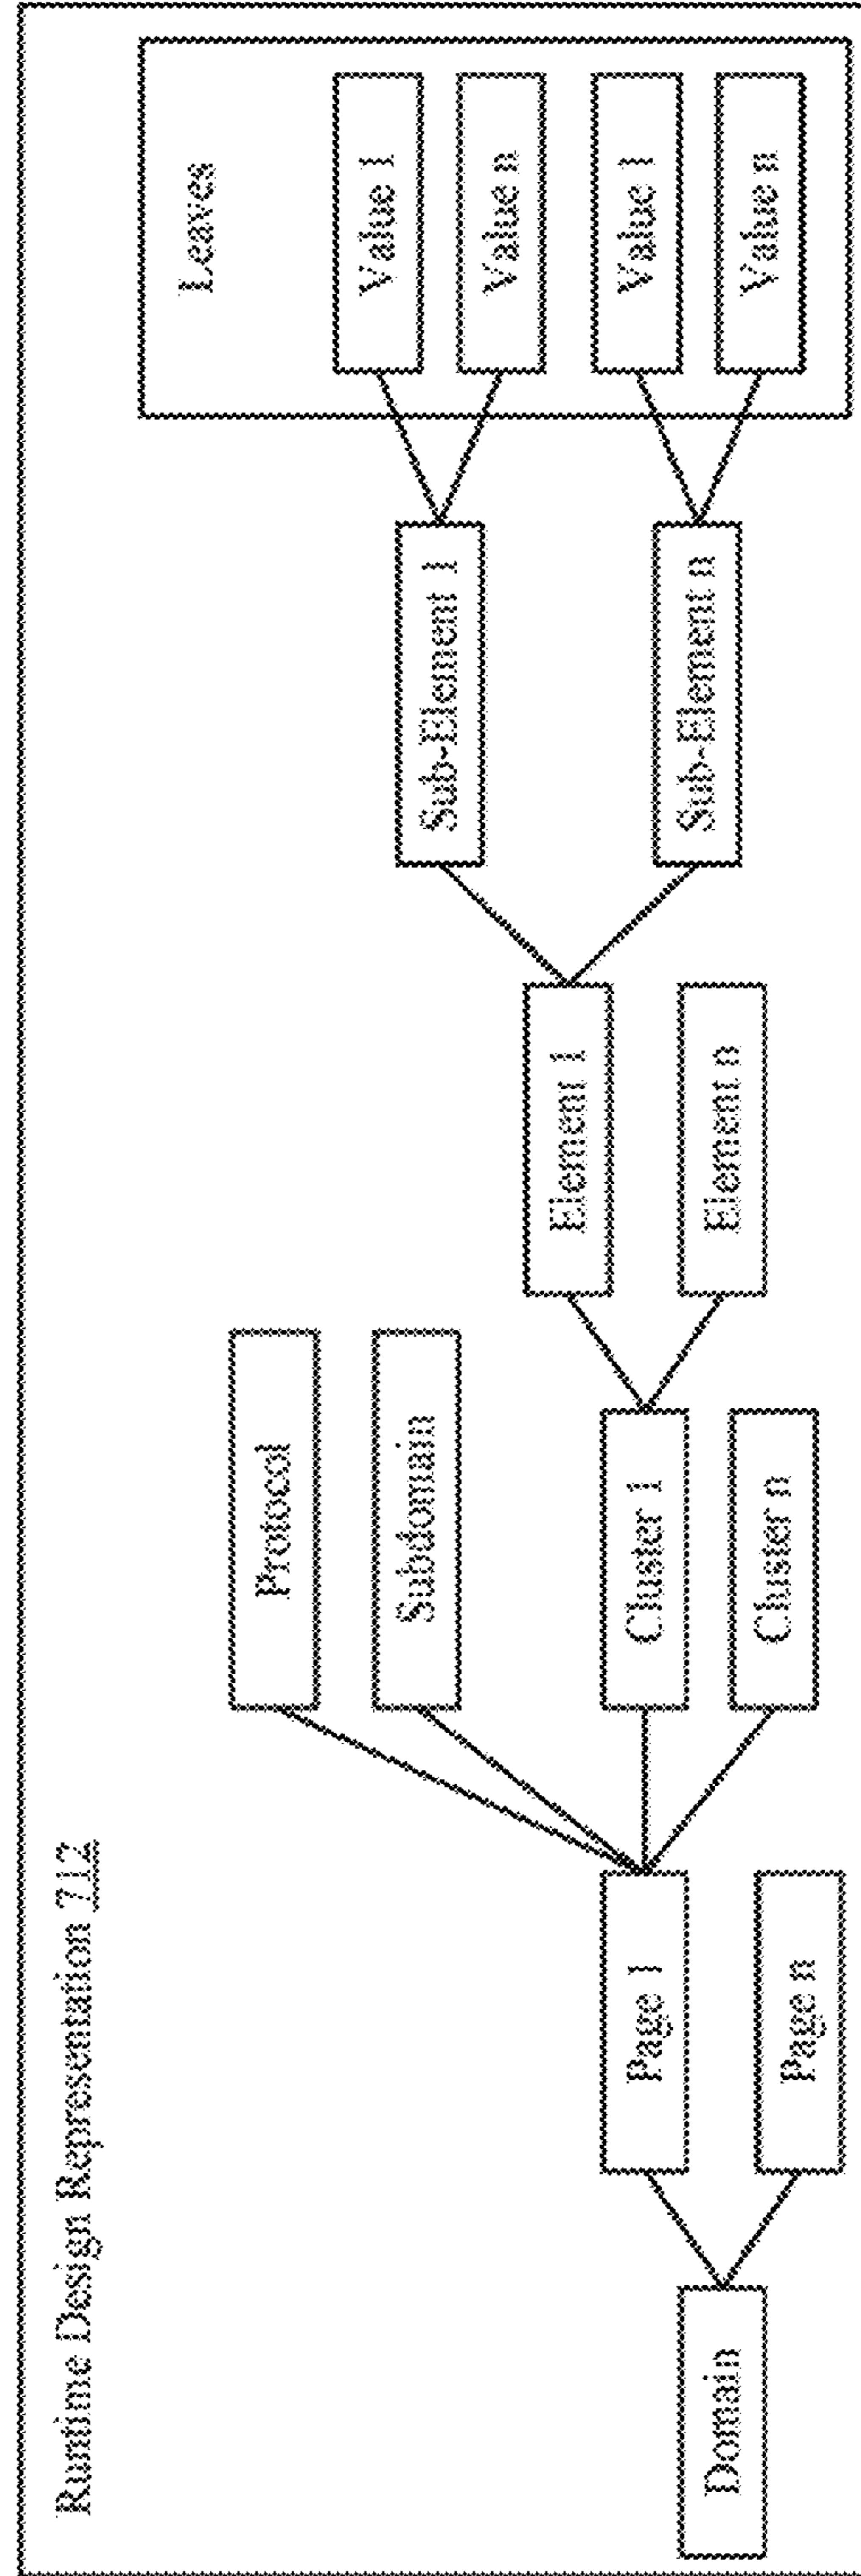 Runtime Design Representation 712
Domain
Page 1
Page n
Protocol
Subdomain
Cluster 1
Cluster n
Element 1
Element n
Sub-Element 1
Sub-Element n
Leaves
Value 1
Value n
Value 1
Value n